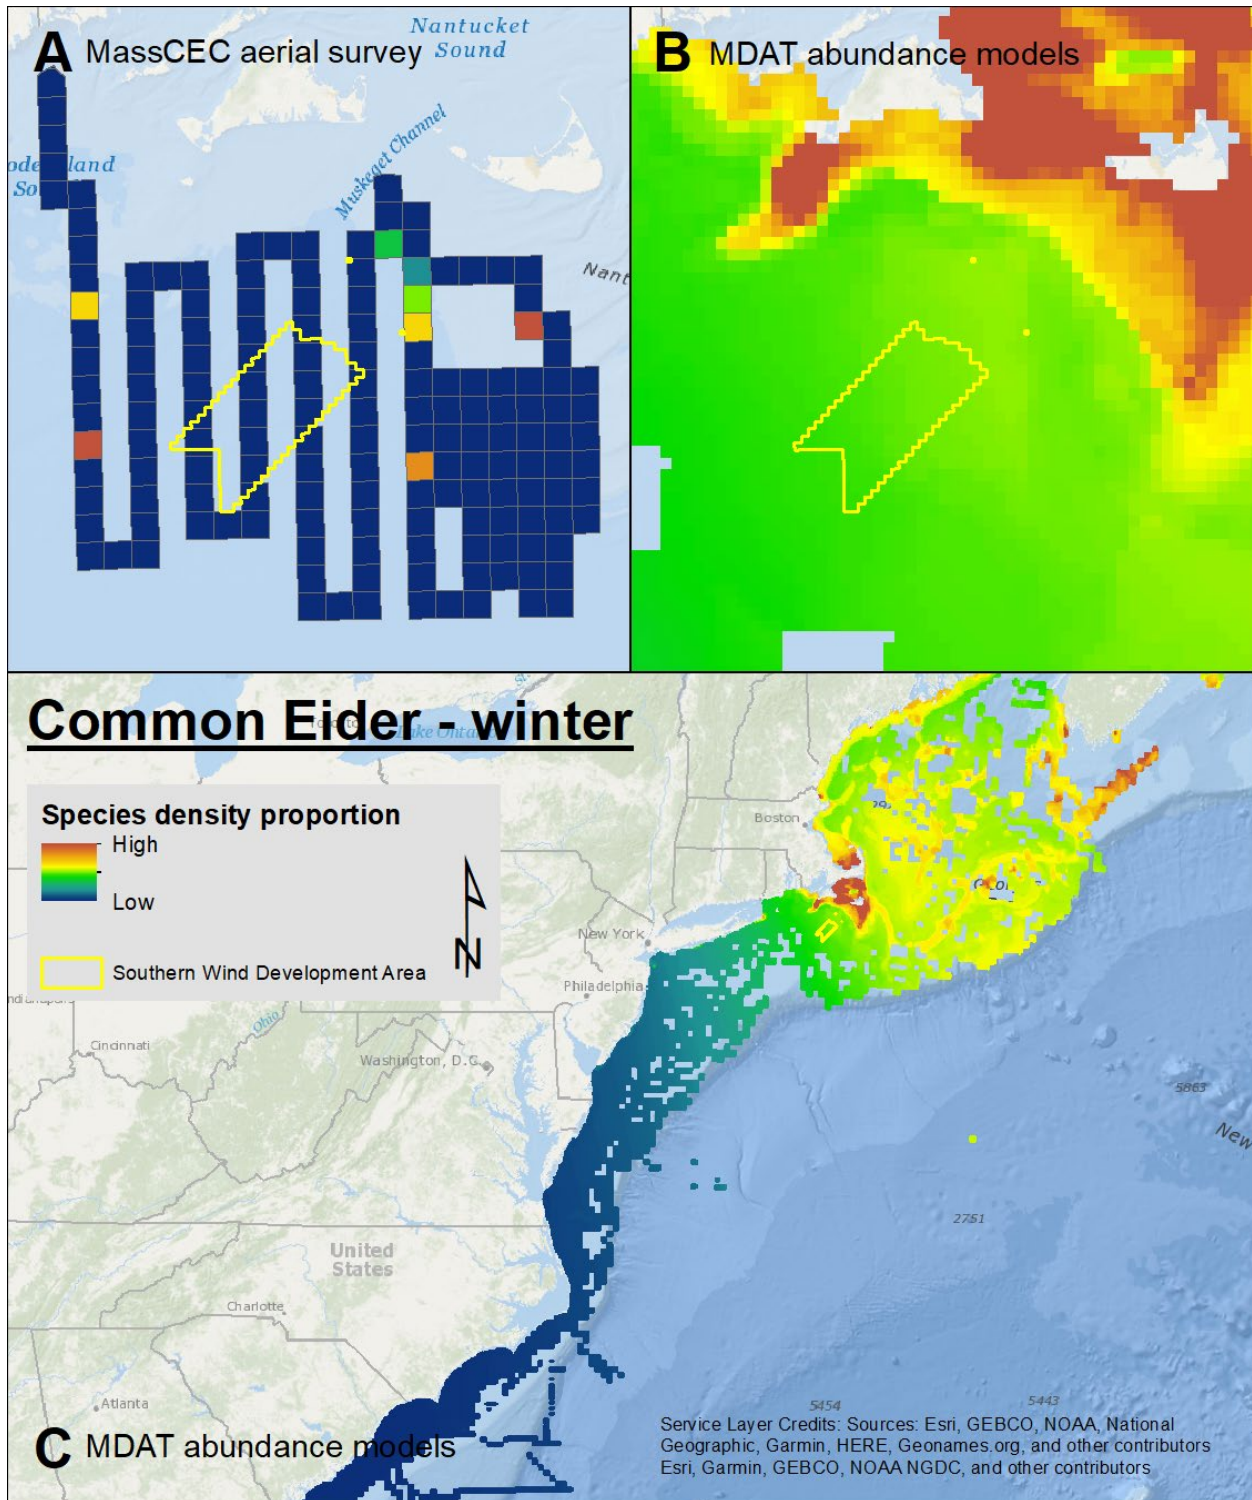 A MassCEC aerial survey
Nantucket
Sound
Muskeget Channel
Nant
B MDAT abundance models
Common Eider - winter
Species density proportion
High
Low
Southern Wind Development Area
N
Boston
New York
Philadelphia
Ohio
Cincinnati
Washington, D.C.
5863
New
2751
United
States
Charlotte
Atlanta
5454
5443
C MDAT abundance models
Service Layer Credits: Sources: Esri, GEBCO, NOAA, National
Geographic, Garmin, HERE, Geonames.org, and other contributors
Esri, Garmin, GEBCO, NOAA NGDC, and other contributors